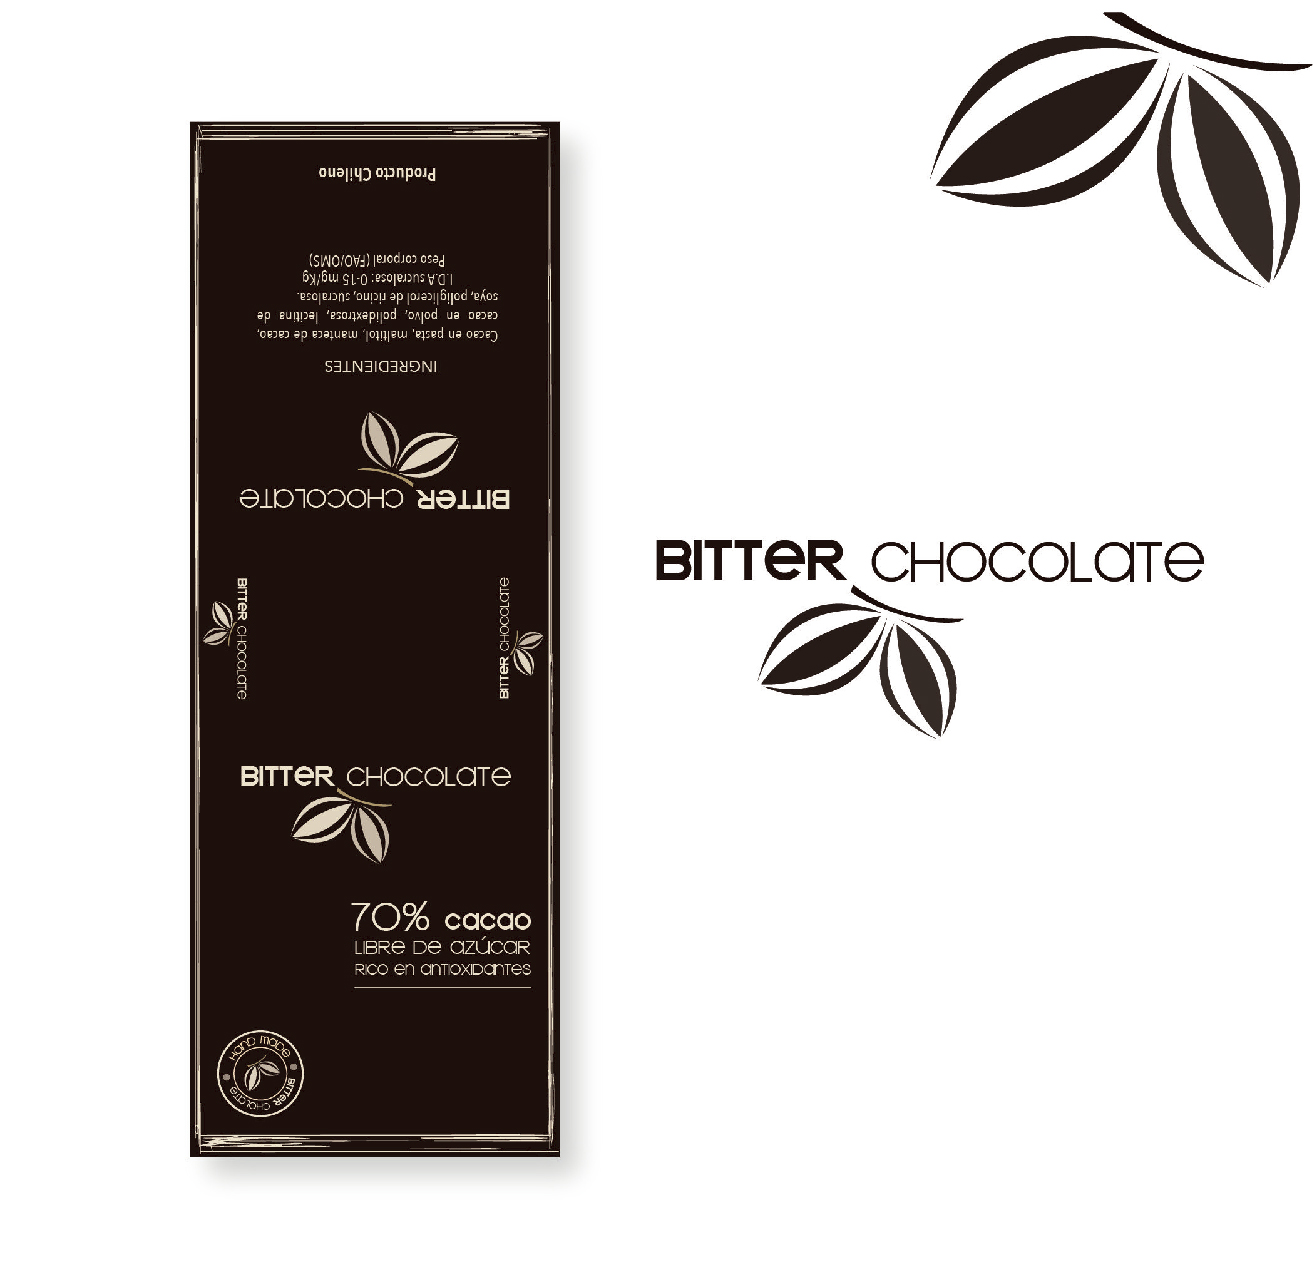 Producto Chileno
INGREDIENTES
Cacao en pasta, maltitol, manteca de cacao,
cacao en polvo, polidextrosa, lecitina de
soya, poliglicerol de ricino, sucralosa.
I.D.A sucralosa: 0-15 mg/Kg
Peso corporal (FAO/OMS)
BITTER CHOCOLATE
BITTER CHOCOLATE
BITTER CHOCOLATE
BITTER CHOCOLATE
70% cacao
LIBRE DE AZÚCAR
RICO EN ANTIOXIDANTES
HAND MADE
BITTER CHOLATE
BITTER CHOCOLATE